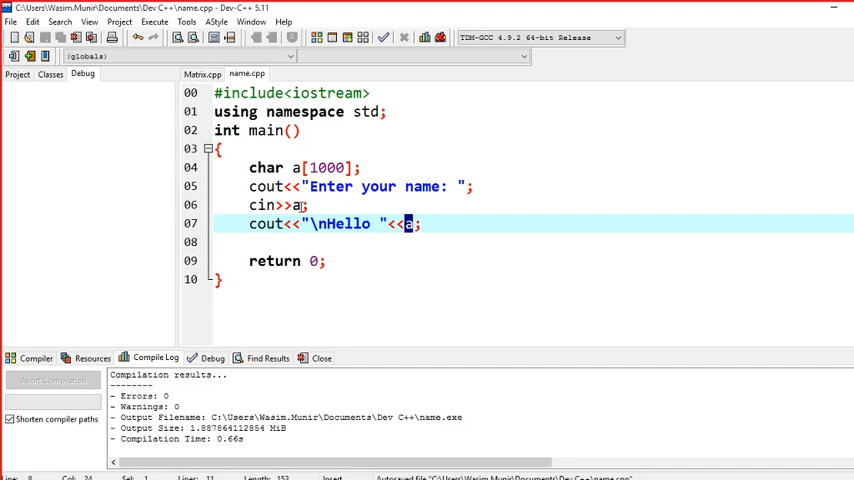 C:\Users\Wasim.Munir\Documents\Dev C++\name.cpp - Dev-C++ 5.11
File Edit Search View Project Execute Tools AStyle Window Help
TDM-GCC 4.9.2 64-bit Release
(globals)
Project Classes Debug Matrix.cpp name.cpp
00 #include<iostream>
01 using namespace std;
02 int main()
03 {
04 char a[1000];
05 cout<<"Enter your name: ";
06 cin>>a;
07 cout<<"\nHello "<<a;
08
09 return 0;
10 }
Compiler Resources Compile Log Debug Find Results Close
Abort Compilation
Shorten compiler paths
Compilation results...
--------
- Errors: 0
- Warnings: 0
- Output Filename: C:\Users\Wasim.Munir\Documents\Dev C++\name.exe
- Output Size: 1.887864112854 MiB
- Compilation Time: 0.66s
Line: 8 Col: 24 Sel: 1 Lines: 11 Length: 153 Insert Autosaved file "C:\Users\Wasim.Munir\Documents\Dev C++\name.cpp"